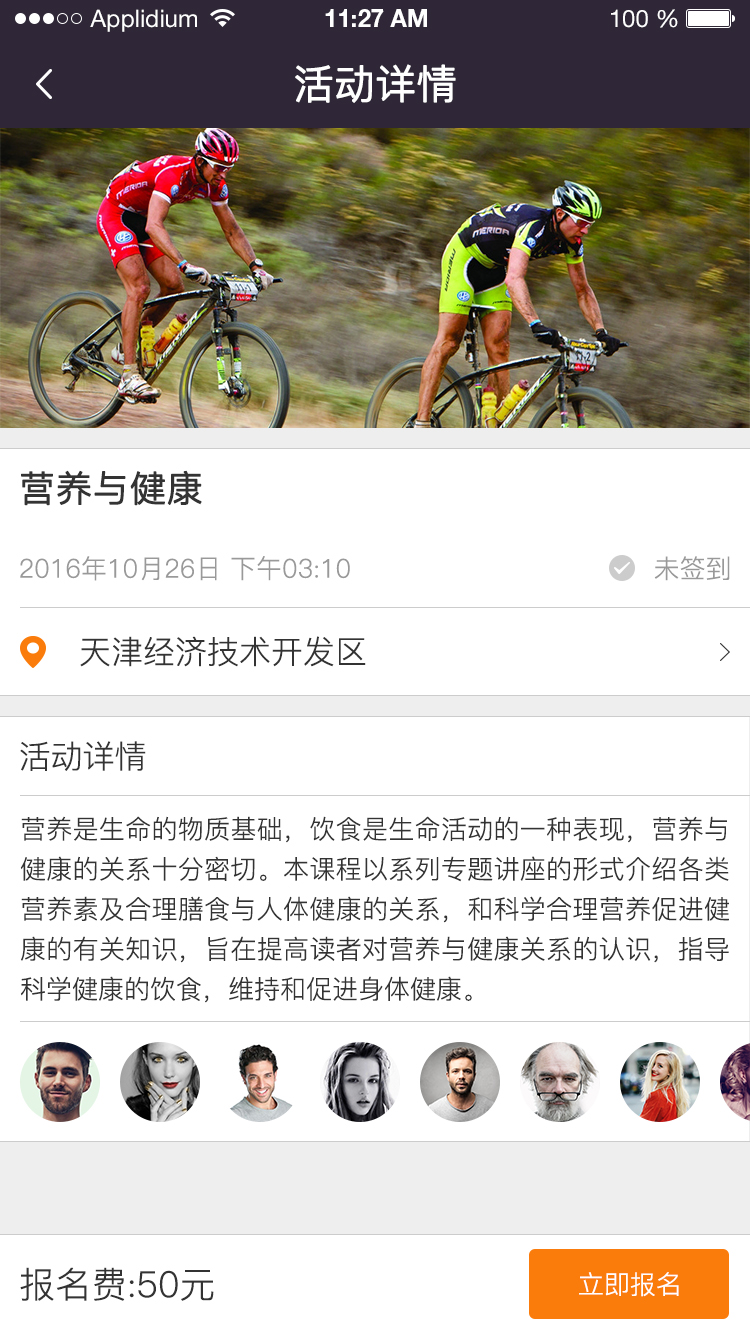 Applidium 11:27 AM 100 %
活动详情
MERIDA
MERIDA
MERIDA
营养与健康
2016年10月26日 下午03:10 未签到
天津经济技术开发区
活动详情
营养是生命的物质基础，饮食是生命活动的一种表现，营养与
健康的关系十分密切。本课程以系列专题讲座的形式介绍各类
营养素及合理膳食与人体健康的关系，和科学合理营养促进健
康的有关知识，旨在提高读者对营养与健康关系的认识，指导
科学健康的饮食，维持和促进身体健康。
报名费:50元 立即报名